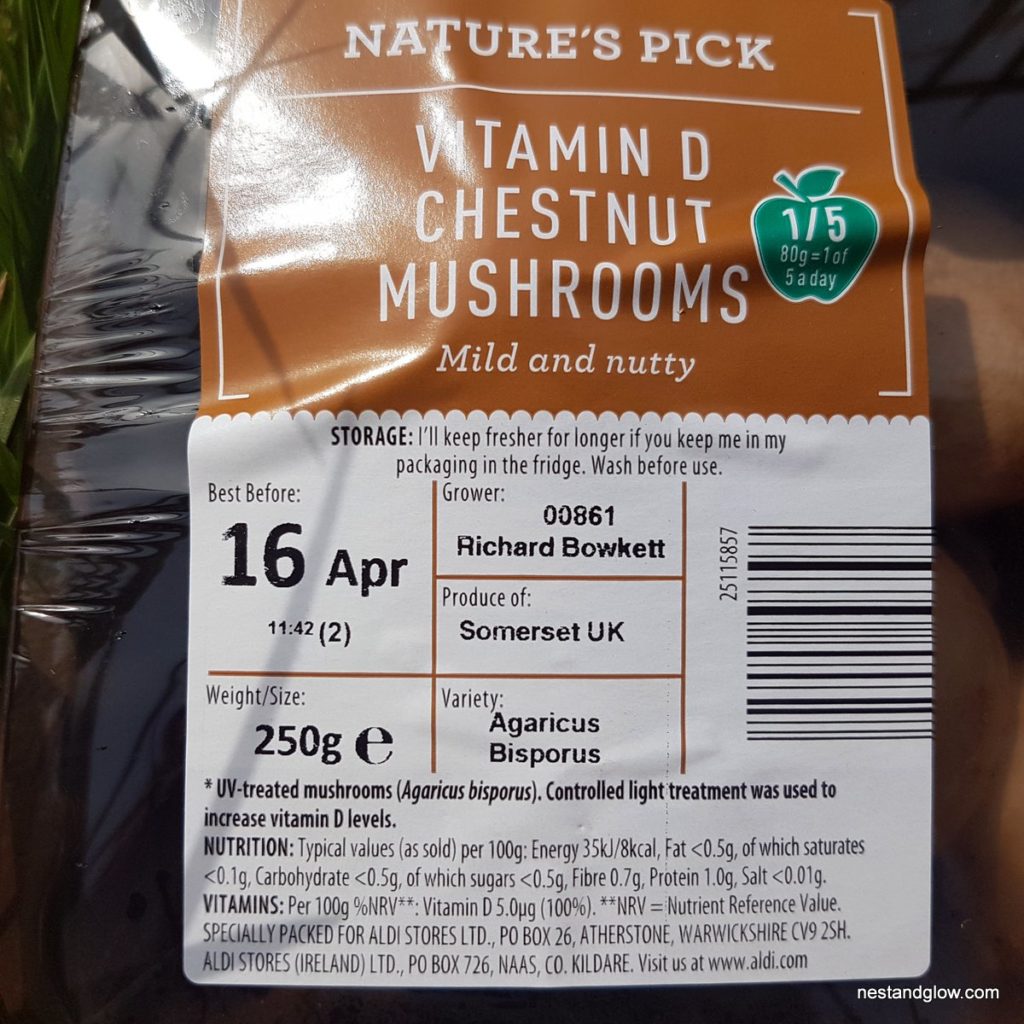 NATURE'S PICK
VITAMIN D
CHESTNUT
MUSHROOMS
1/5
80g=1 of
5 a day
Mild and nutty
STORAGE: I'll keep fresher for longer if you keep me in my
packaging in the fridge. Wash before use.
Best Before:
16 Apr
11:42 (2)
Grower:
00861
Richard Bowkett
Produce of:
Somerset UK
25115857
Weight/Size:
250g e
Variety:
Agaricus
Bisporus
* UV-treated mushrooms (Agaricus bisporus). Controlled light treatment was used to
increase vitamin D levels.
NUTRITION: Typical values (as sold) per 100g: Energy 35kJ/8kcal, Fat <0.5g, of which saturates
<0.1g, Carbohydrate <0.5g, of which sugars <0.5g, Fibre 0.7g, Protein 1.0g, Salt <0.01g.
VITAMINS: Per 100g %NRV**: Vitamin D 5.0µg (100%). **NRV = Nutrient Reference Value.
SPECIALLY PACKED FOR ALDI STORES LTD., PO BOX 26, ATHERSTONE, WARWICKSHIRE CV9 2SH.
ALDI STORES (IRELAND) LTD., PO BOX 726, NAAS, CO. KILDARE. Visit us at www.aldi.com
nestandglow.com